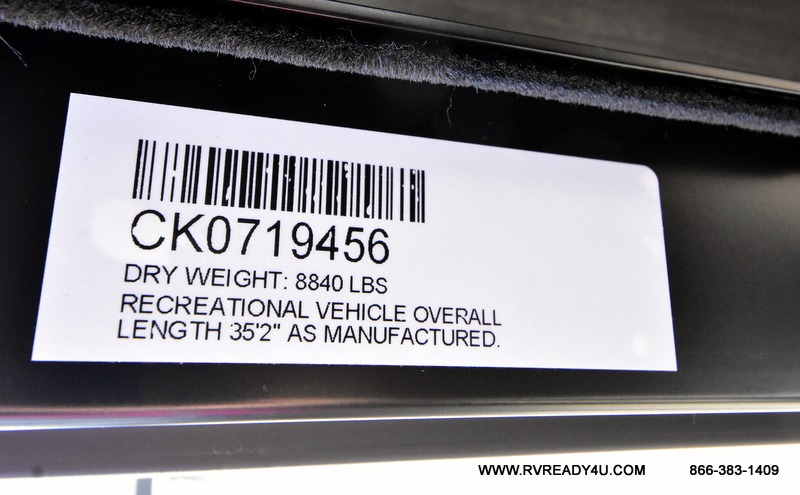 CK0719456
DRY WEIGHT: 8840 LBS
RECREATIONAL VEHICLE OVERALL
LENGTH 35'2" AS MANUFACTURED.
WWW.RVREADY4U.COM 866-383-1409